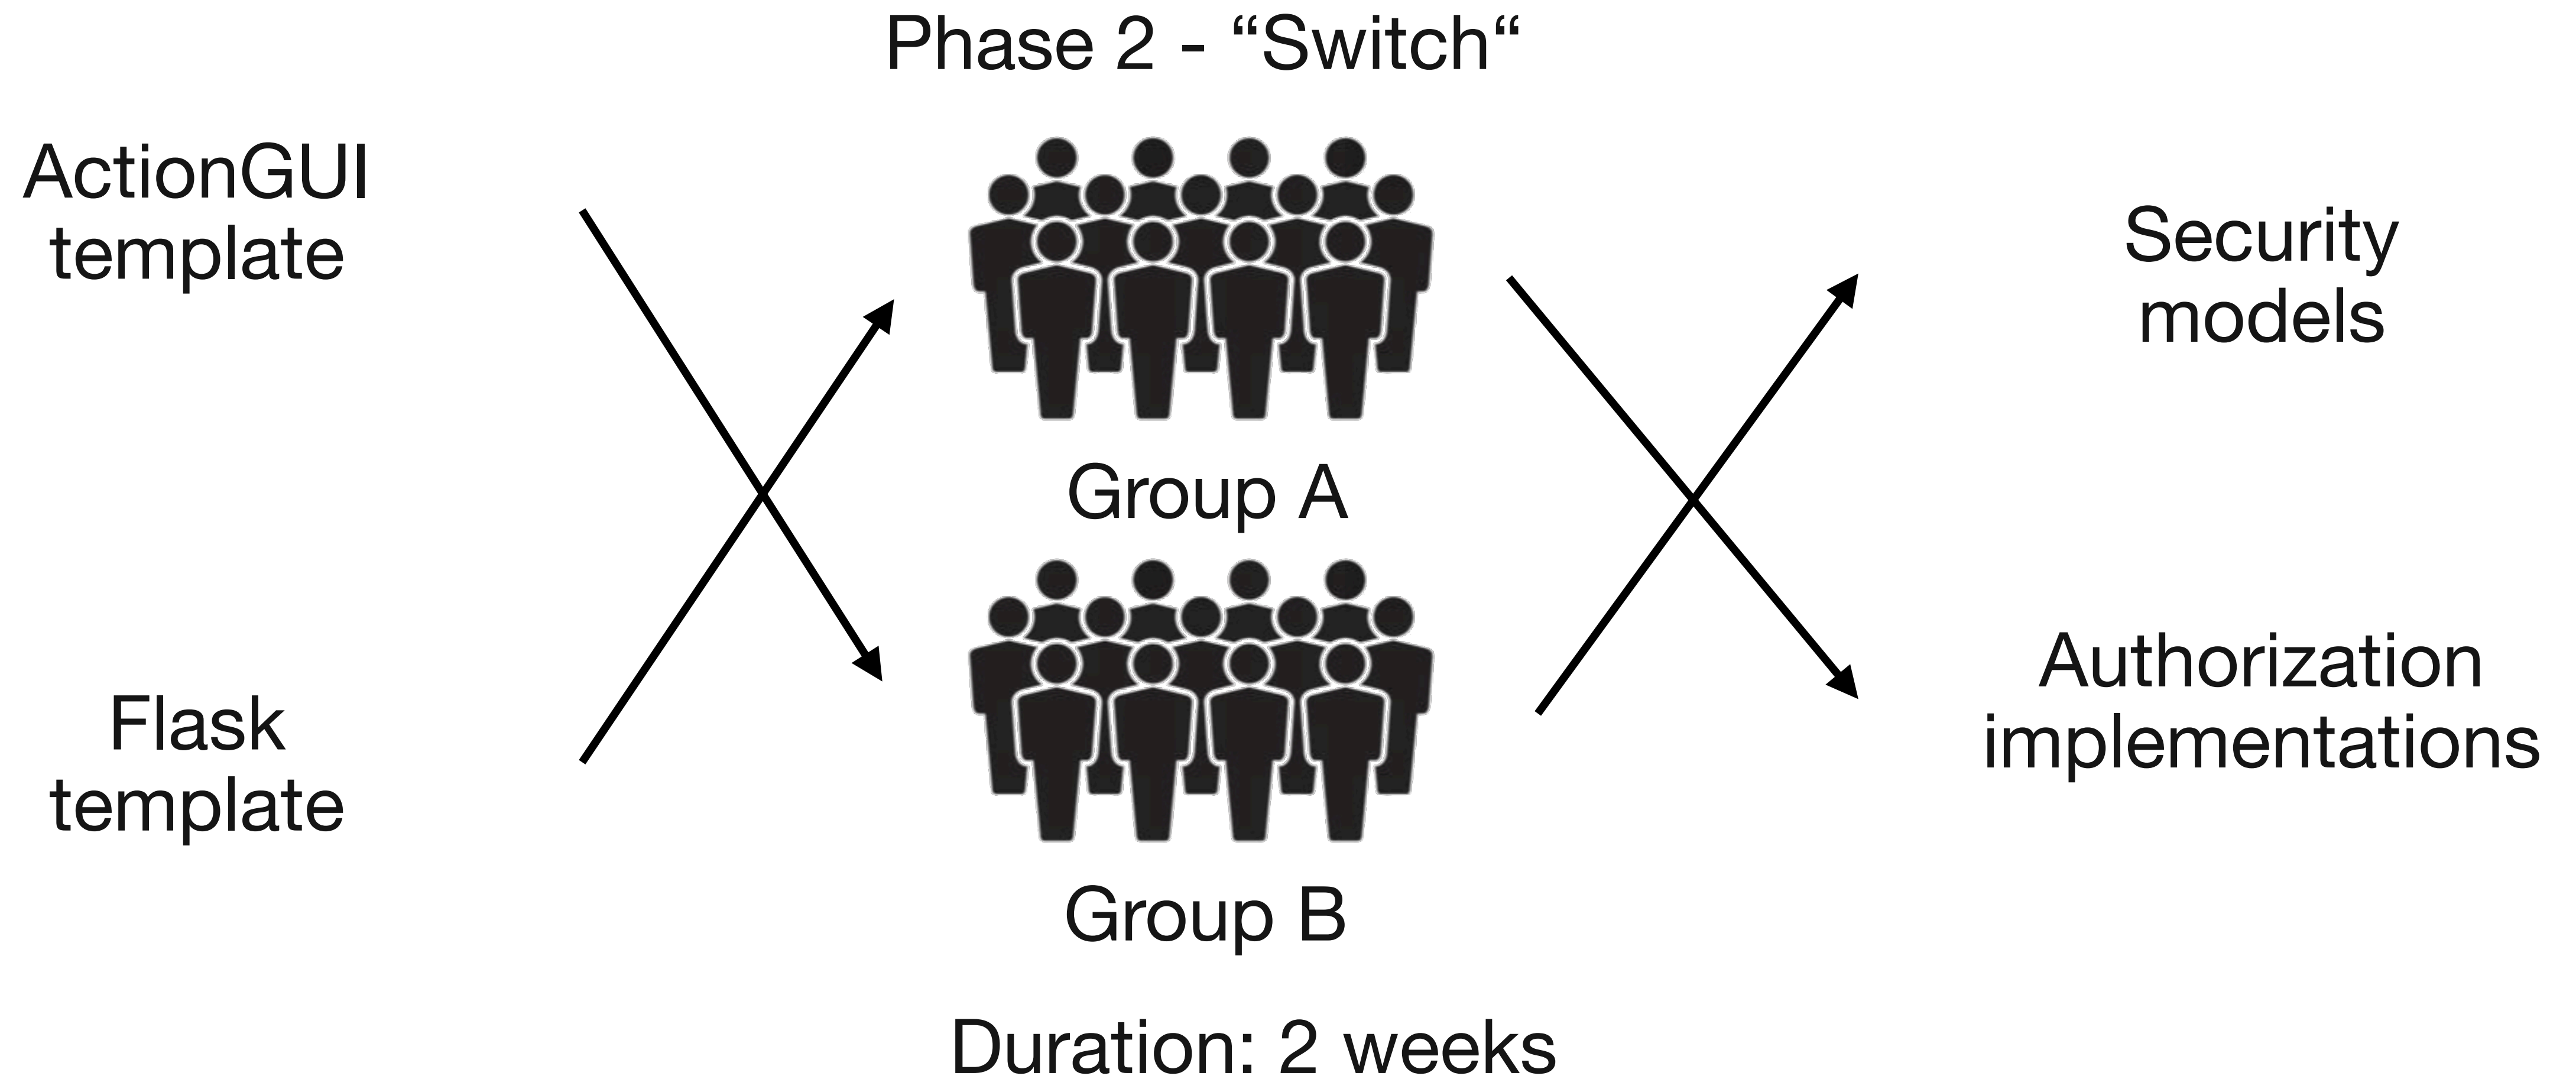 Phase 2 - “Switch“
ActionGUI
template
Flask
template
Group A
Group B
Duration: 2 weeks
Security
models
Authorization
implementations